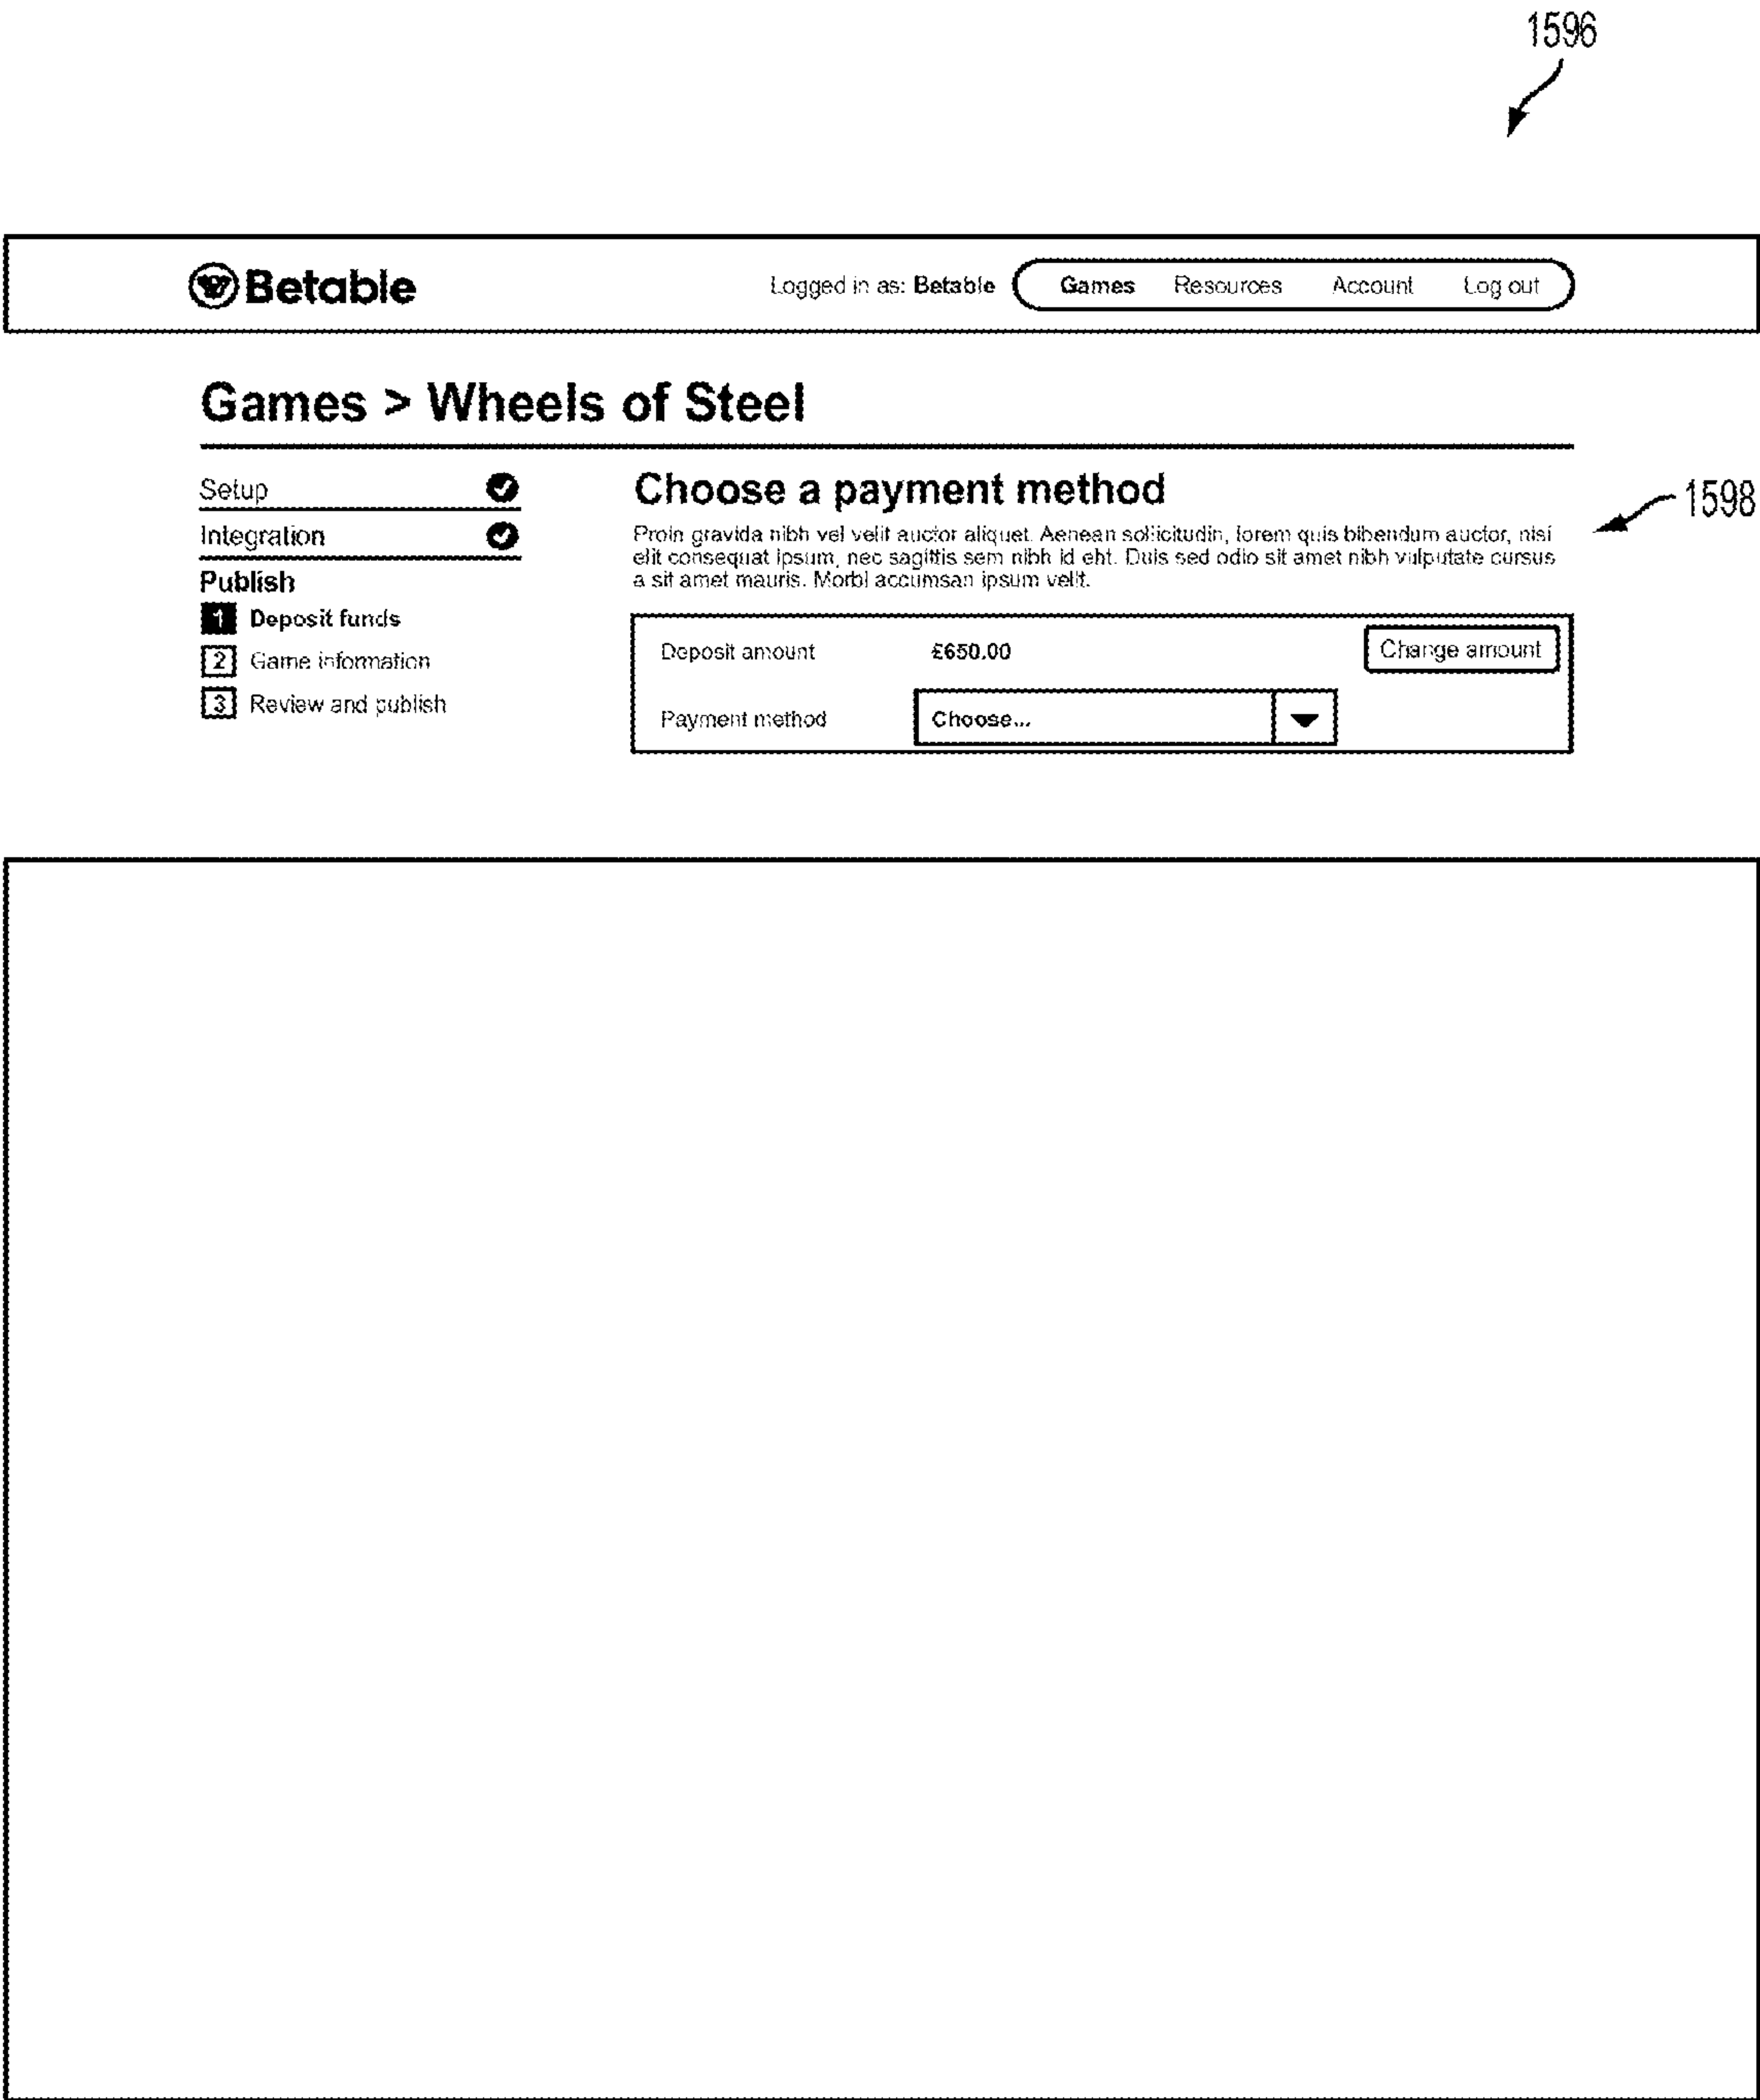 1596
Betable
Logged in as: Betable Games Resources Account Log out
Games > Wheels of Steel
Setup
Integration
Publish
1 Deposit funds
2 Game information
3 Review and publish
Choose a payment method
1598
Proin gravida nibh vel velit auctor aliquet. Aenean sollicitudin, lorem quis bibendum auctor, nisi
elit consequat ipsum, nec sagittis sem nibh id eht. Duis sed odio sit amet nibh vulputate cursus
a sit amet mauris. Morbi accumsan ipsum velit.
Deposit amount £650.00 Change amount
Payment method Choose...